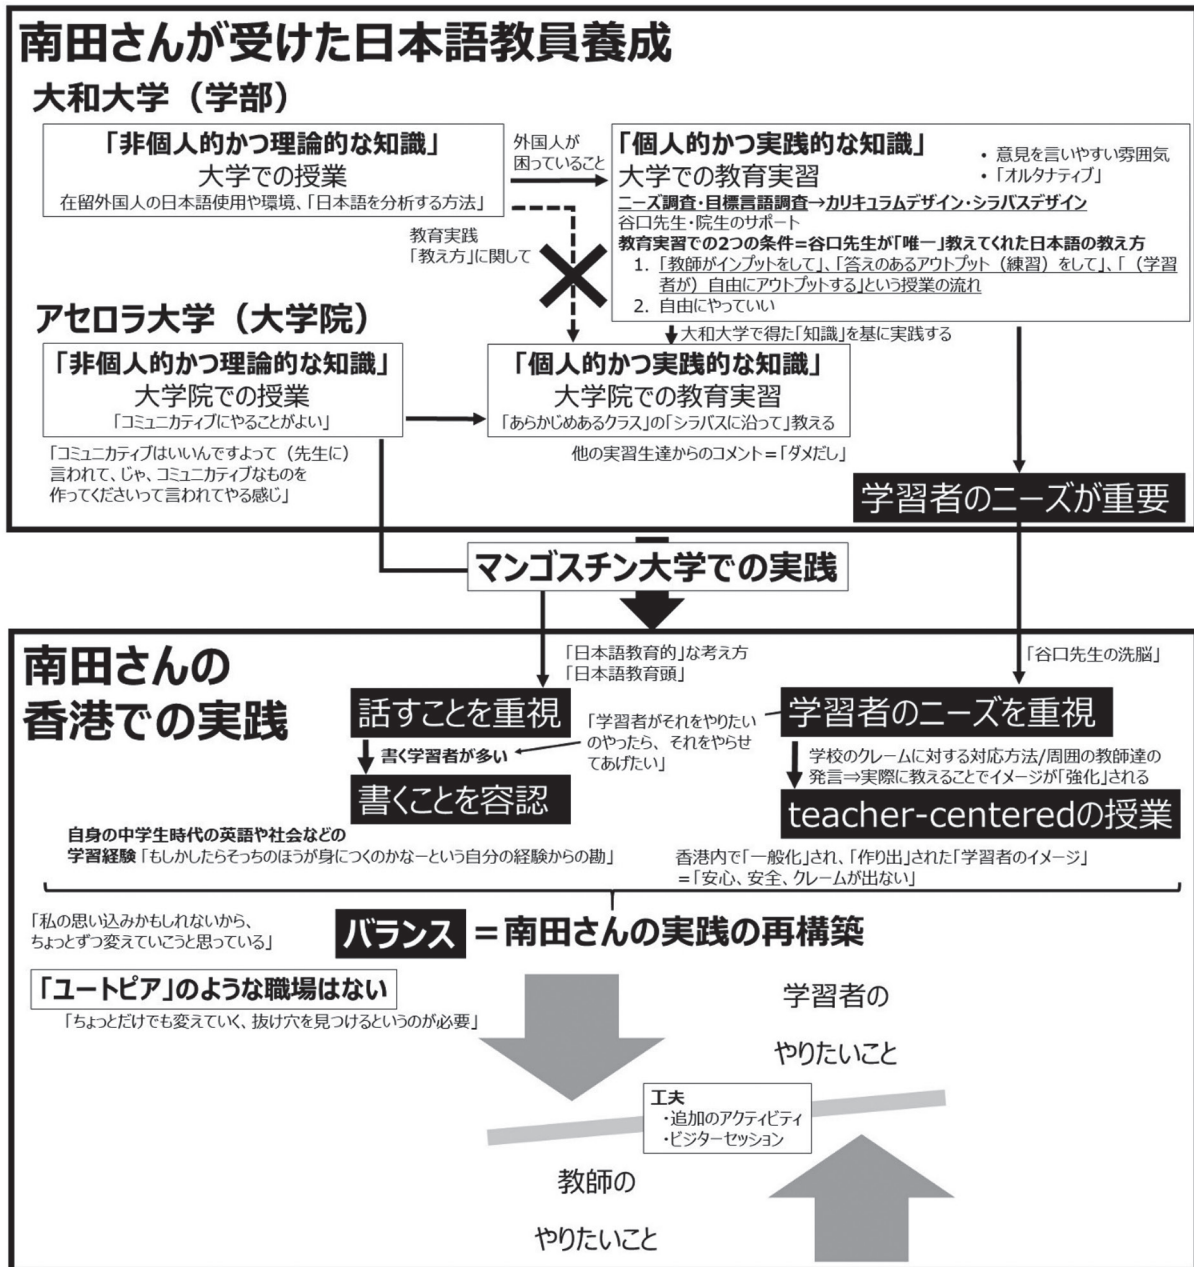 南田さんが受けた日本語教員養成
大和大学（学部）
「非個人的かつ理論的な知識」
大学での授業
在留外国人の日本語使用や環境、「日本語を分析する方法」
外国人が
困っていること
「個人的かつ実践的な知識」
大学での教育実習
• 意見を言いやすい雰囲気
• 「オルタナティブ」
ニーズ調査・目標言語調査→カリキュラムデザイン・シラバスデザイン
谷口先生・院生のサポート
教育実習での2つの条件=谷口先生が「唯一」教えてくれた日本語の教え方
1. 「教師がインプットをして」、「答えのあるアウトプット（練習）をして」、「（学習
者が）自由にアウトプットする」という授業の流れ
2. 自由にやっていい
教育実践
「教え方」に関して
大和大学で得た「知識」を基に実践する
アセロラ大学（大学院）
「非個人的かつ理論的な知識」
大学院での授業
「コミュニカティブにやることがよい」
「個人的かつ実践的な知識」
大学院での教育実習
「あらかじめあるクラス」の「シラバスに沿って」教える
「コミュニカティブはいいんですよって（先生に）
言われて、じゃ、コミュニカティブなものを
作ってくださいって言われてやる感じ」
他の実習生達からのコメント=「ダメだし」
学習者のニーズが重要
マンゴスチン大学での実践
南田さんの
香港での実践
「日本語教育的」な考え方
「日本語教育頭」
「谷口先生の洗脳」
話すことを重視
書く学習者が多い
書くことを容認
「学習者がそれをやりたい
のやったら、それをやらせ
てあげたい」
学習者のニーズを重視
学校のクレームに対する対応方法/周囲の教師達の
発言⇒実際に教えることでイメージが「強化」される
teacher-centeredの授業
自身の中学生時代の英語や社会などの
学習経験「もしかしたらそっちのほうが身につくのかなーという自分の経験からの勘」
香港内で「一般化」され、「作り出」された「学習者のイメージ」
=「安心、安全、クレームが出ない」
「私の思い込みかもしれないから、
ちょっとずつ変えていこうと思っている」
バランス =南田さんの実践の再構築
「ユートピア」のような職場はない
「ちょっとだけでも変えていく、抜け穴を見つけるというのが必要」
学習者の
やりたいこと
工夫
・追加のアクティビティ
・ビジターセッション
教師の
やりたいこと